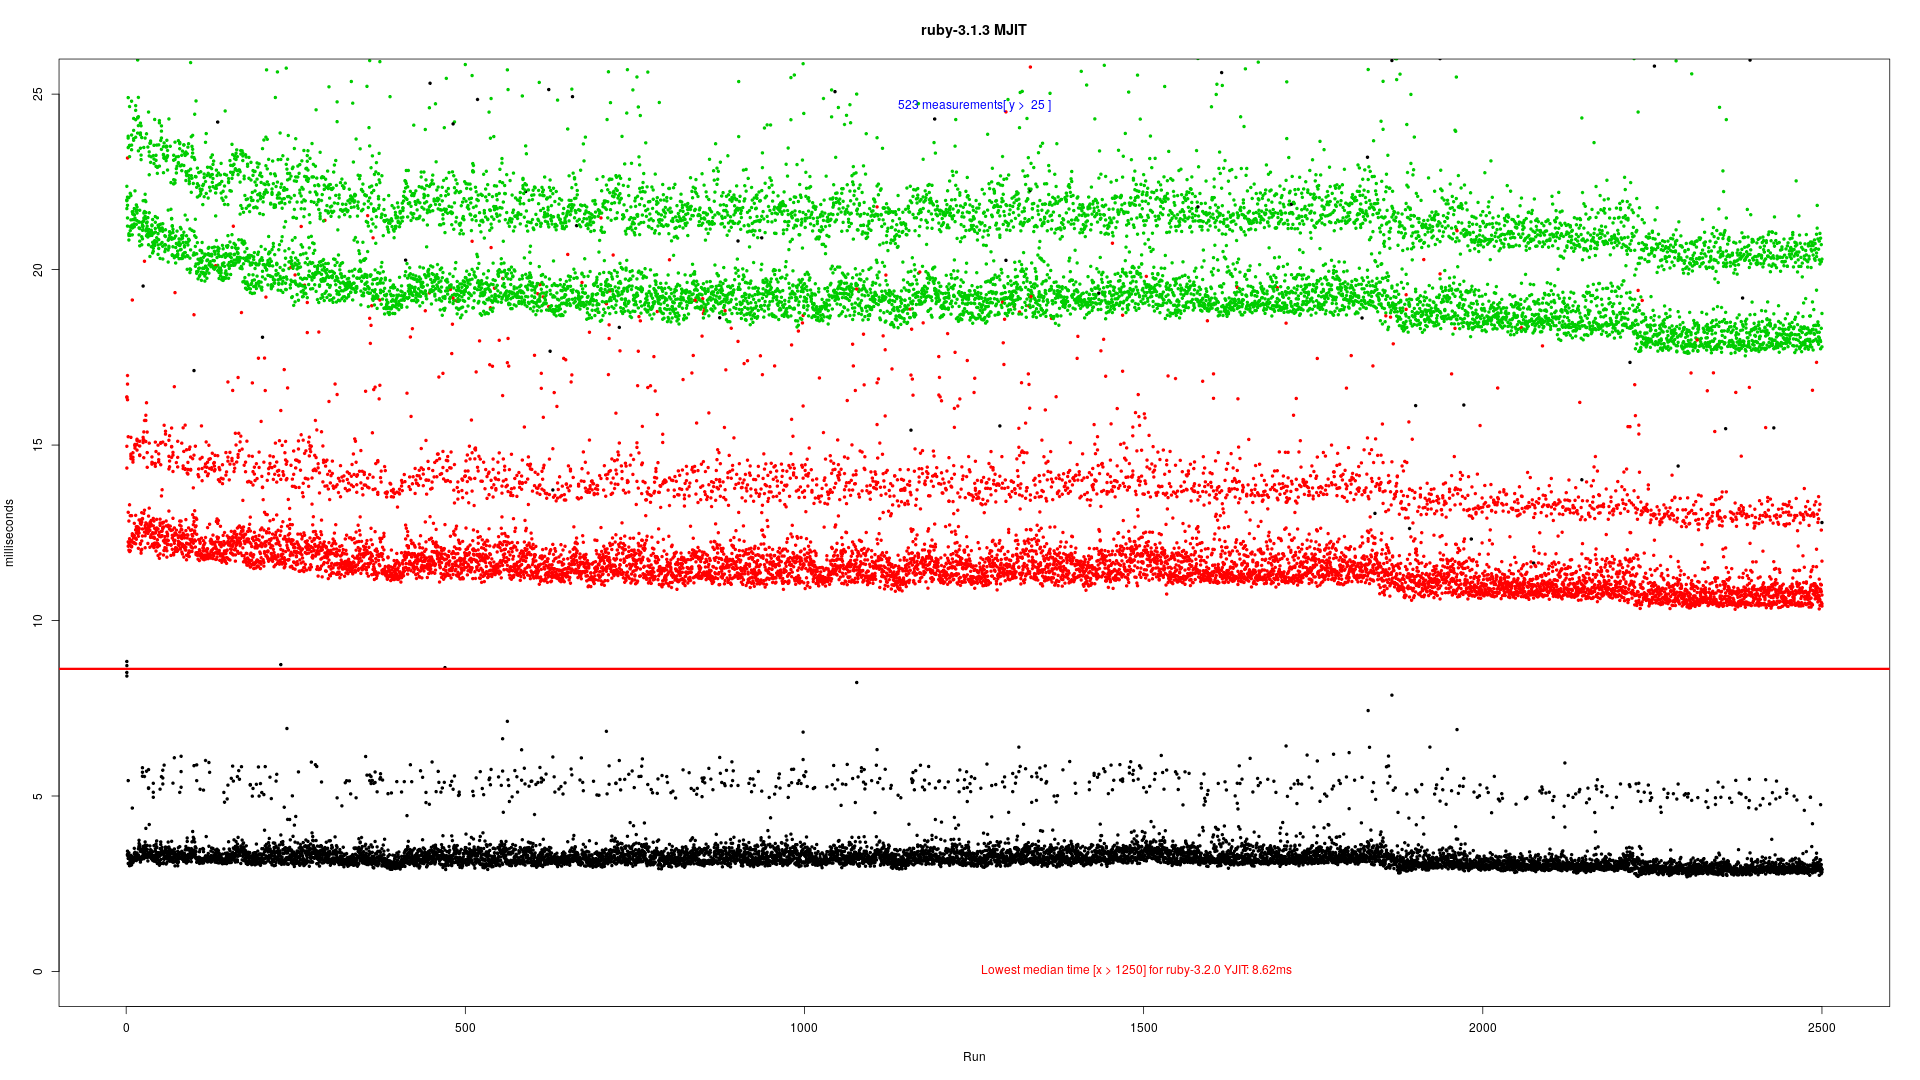 ruby-3.1.3 MJIT
523 measurements[ y > 25 ]
25
20
15
10
5
0
milliseconds
Lowest median time [x > 1250] for ruby-3.2.0 YJIT: 8.62ms
0 500 1000 1500 2000 2500
Run